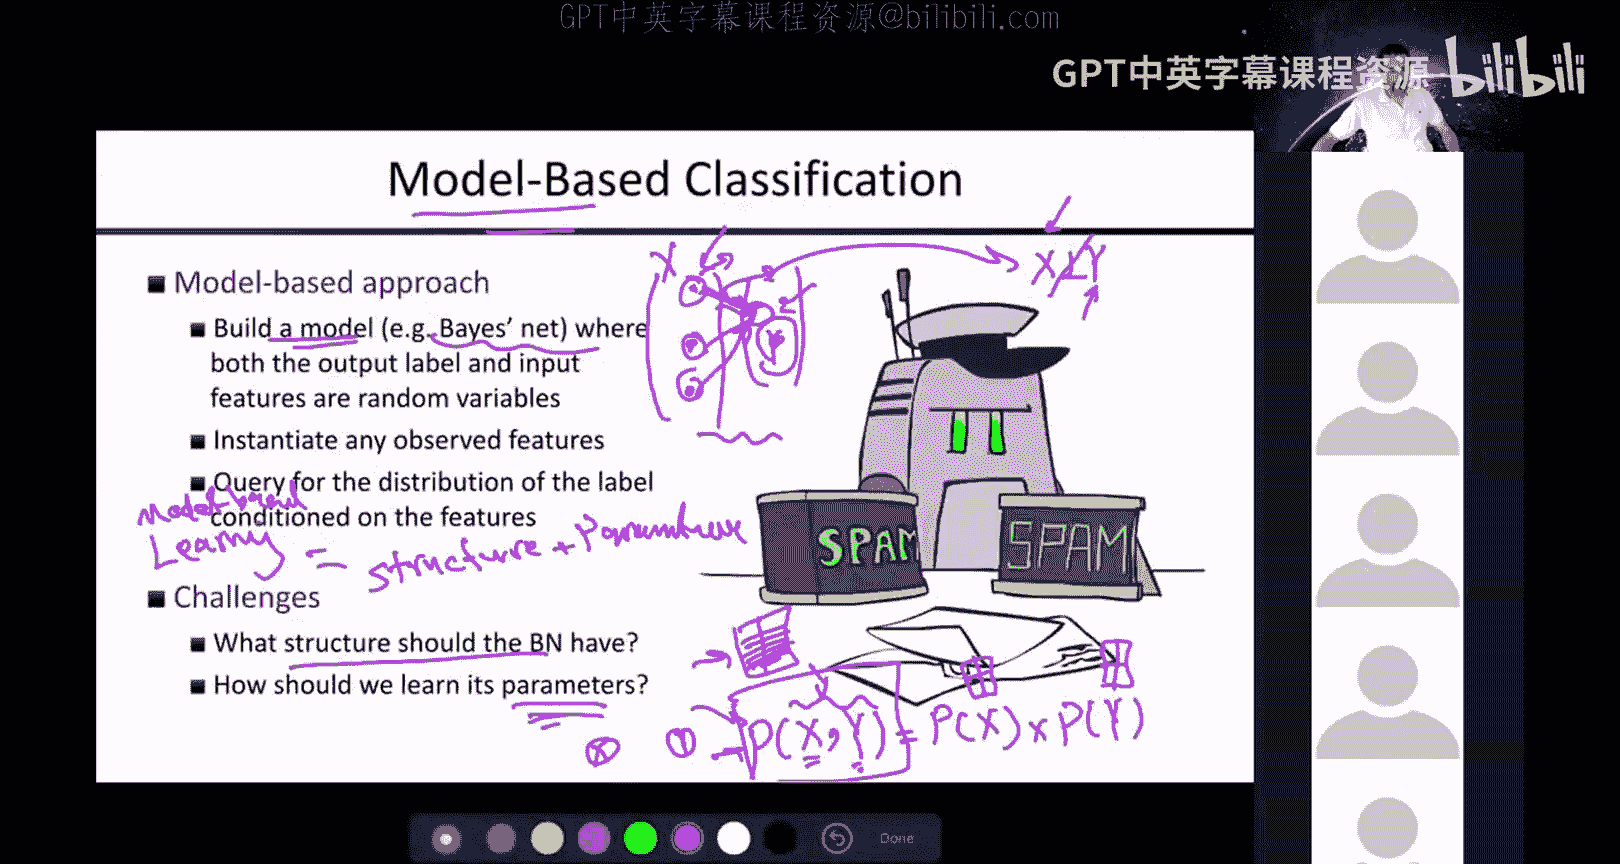 GPT中英字幕课程资源@bilibili.com
GPT中英字幕课程资源 bilibili
Model-Based Classification
X
X⊥Y
Model-based approach
Build a model (e.g. Bayes' net) where
both the output label and input
features are random variables
Y
Instantiate any observed features
Query for the distribution of the label
conditioned on the features
Model-based
Learning = structure +
SPAM
SPAM
Challenges
What structure should the BN have?
How should we learn its parameters?
X Y P(X,Y) = P(X) x P(Y)
Done